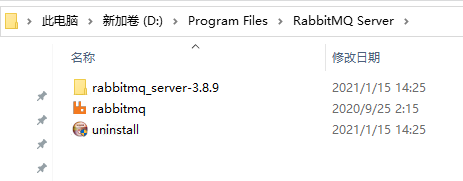 此电脑 > 新加卷 (D:) > Program Files > RabbitMQ Server >
名称 修改日期
rabbitmq_server-3.8.9 2021/1/15 14:25
rabbitmq 2020/9/25 2:15
uninstall 2021/1/15 14:25